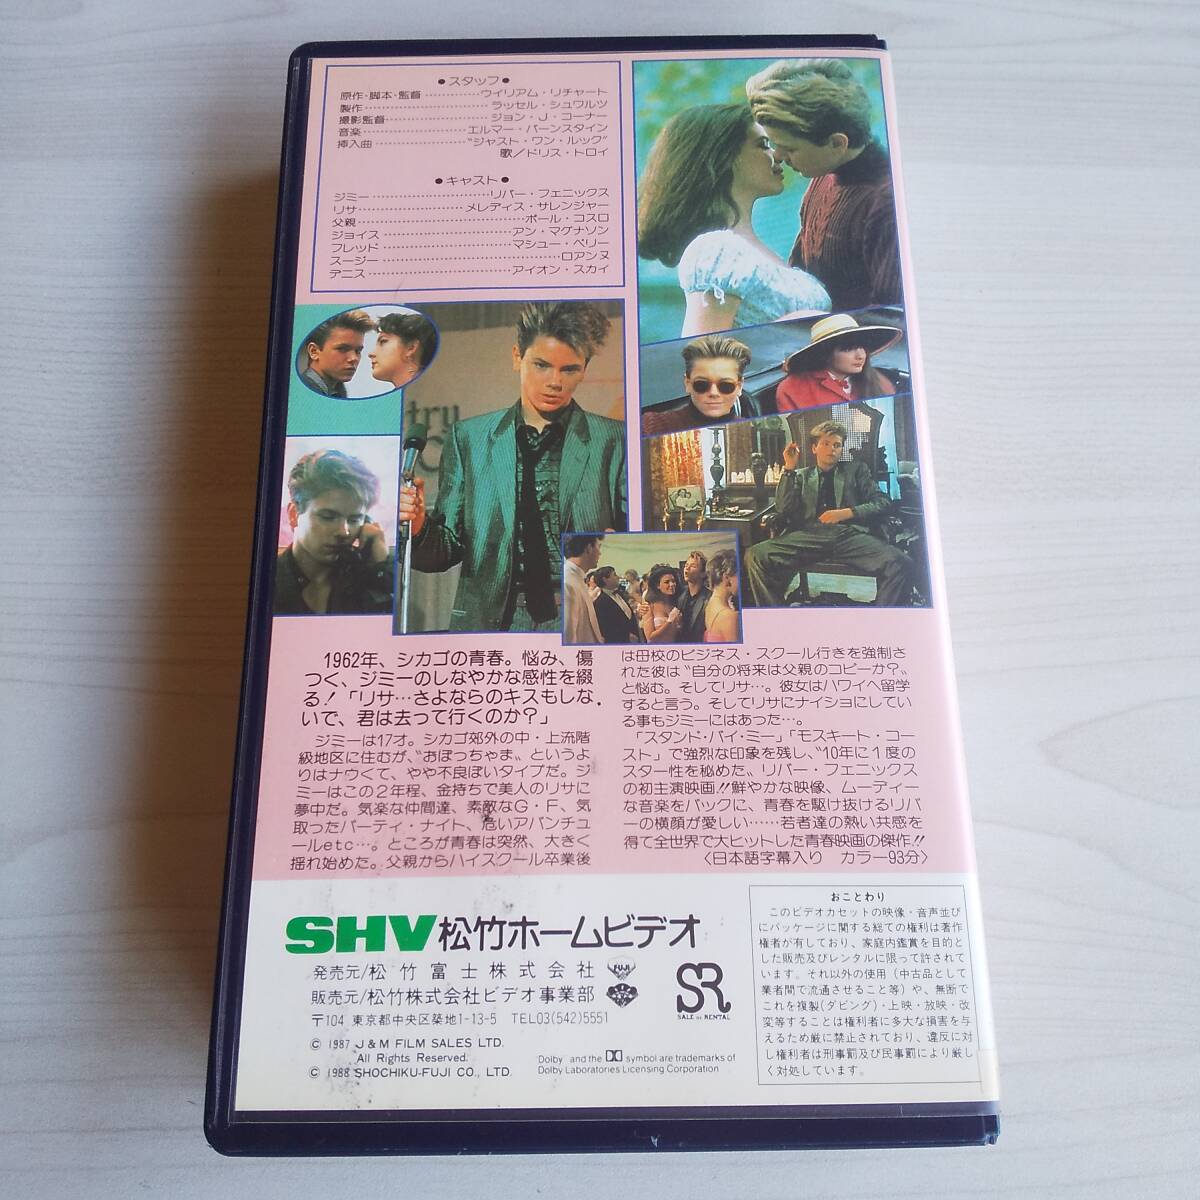 ●スタッフ●
原作・脚本・監督…………ウイリアム・リチャート
製作…………………………ラッセル・シュワルツ
撮影監督……………………ジョン・J・コーナー
音楽……………………エルマー・バーンスタイン
挿入曲………………“ジャスト・ワン・ルック”
歌／ドリス・トロイ
●キャスト●
ジミー……………………リバー・フェニックス
リサ………………………メレディス・サレンジャー
父親……………………………ポール・コスロ
ジョイス………………………アン・マグナソン
フレッド………………………マシュー・ペリー
スージー……………………………………ロアンヌ
デニス…………………………アイオン・スカイ
try
1962年、シカゴの青春。悩み、傷
つく、ジミーのしなやかな感性を綴
る！「リサ…さよならのキスもしな
いで、君は去って行くのか？」
ジミーは17才。シカゴ郊外の中・上流階
級地区に住むが、“おぼっちゃま”というよ
りはナウくて、やや不良ぽいタイプだ。ジ
ミーはこの2年程、金持ちで美人のリサに
夢中だ。気楽な仲間達、素敵なG・F、気
取ったパーティ・ナイト、危いアバンチュ
ールetc…。ところが青春は突然、大きく
揺れ始めた。父親からハイスクール卒業後
は母校のビジネス・スクール行きを強制さ
れた彼は“自分の将来は父親のコピーか？”
と悩む。そしてリサ…。彼女はハワイへ留学
すると言う。そしてリサにナイショにしてい
る事もジミーにはあった…。
「スタンド・バイ・ミー」「モスキート・コー
スト」で強烈な印象を残し、“10年に1度の
スター性を秘めた”リバー・フェニックス
の初主演映画!!鮮やかな映像、ムーディー
な音楽をバックに、青春を駆け抜けるリバ
ーの横顔が愛しい……若者達の熱い共感を
得て全世界で大ヒットした青春映画の傑作!!
〈日本語字幕入り　カラー93分〉
SHV松竹ホームビデオ
発売元/松竹富士株式会社 FUJI
販売元/松竹株式会社ビデオ事業部
〒104 東京都中央区築地1-13-5 TEL03(542)5551
© 1987 J & M FILM SALES LTD.
All Rights Reserved.
© 1988 SHOCHIKU-FUJI CO., LTD.
Dolby and the DD symbol are trademarks of
Dolby Laboratories Licensing Corporation
SR
SALE or RENTAL
おことわり
このビデオカセットの映像・音声並び
にパッケージに関する総ての権利は著作
権者が有しており、家庭内鑑賞を目的と
した販売及びレンタルに限って許されて
います。それ以外の使用（中古品として
業者間で流通させること等）や、無断で
これを複製(ダビング)・上映・放映・改
変等することは権利者に多大な損害を与
えるため厳に禁止されており、違反に対
し権利者は刑事罰及び民事罰により厳し
く対処しています。